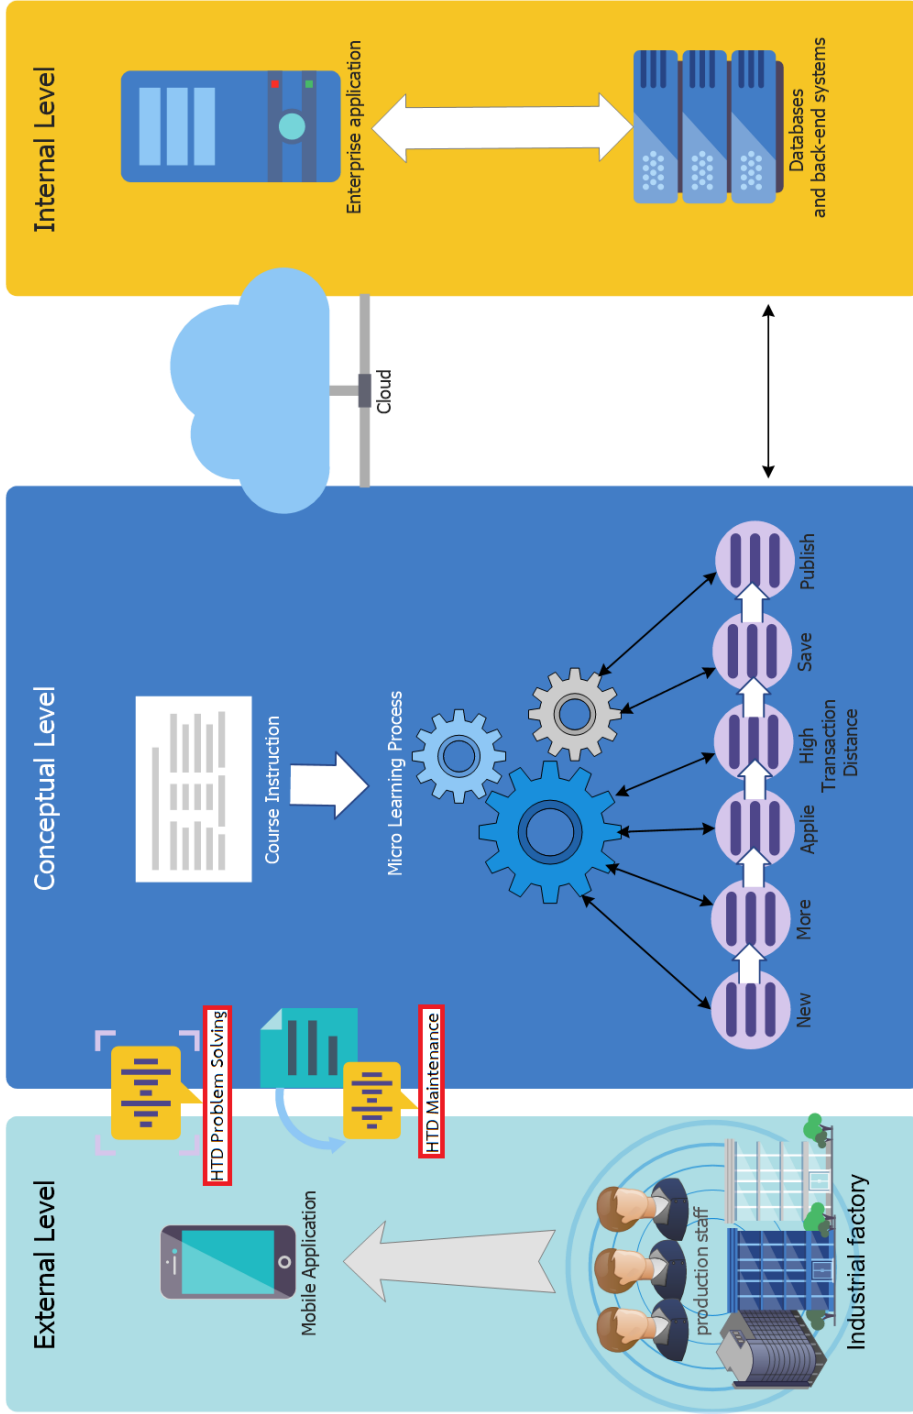 External Level
Mobile Application
production staff
Industrial factory
HTD Problem Solving
HTD Maintenance
Conceptual Level
Course Instruction
Micro Learning Process
New
More
Applie
High
Transaction
Distance
Save
Publish
Cloud
Internal Level
Enterprise application
Databases
and back-end systems